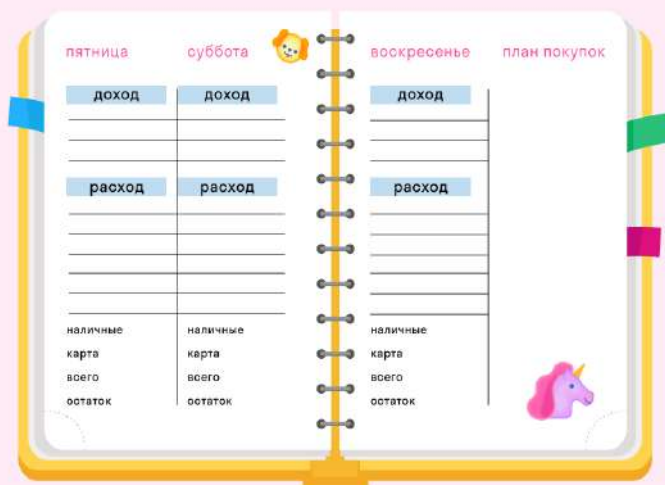 пятница суббота
доход доход
расход расход
наличные наличные
карта карта
всего всего
остаток остаток
воскресенье план покупок
доход
расход
наличные
карта
всего
остаток